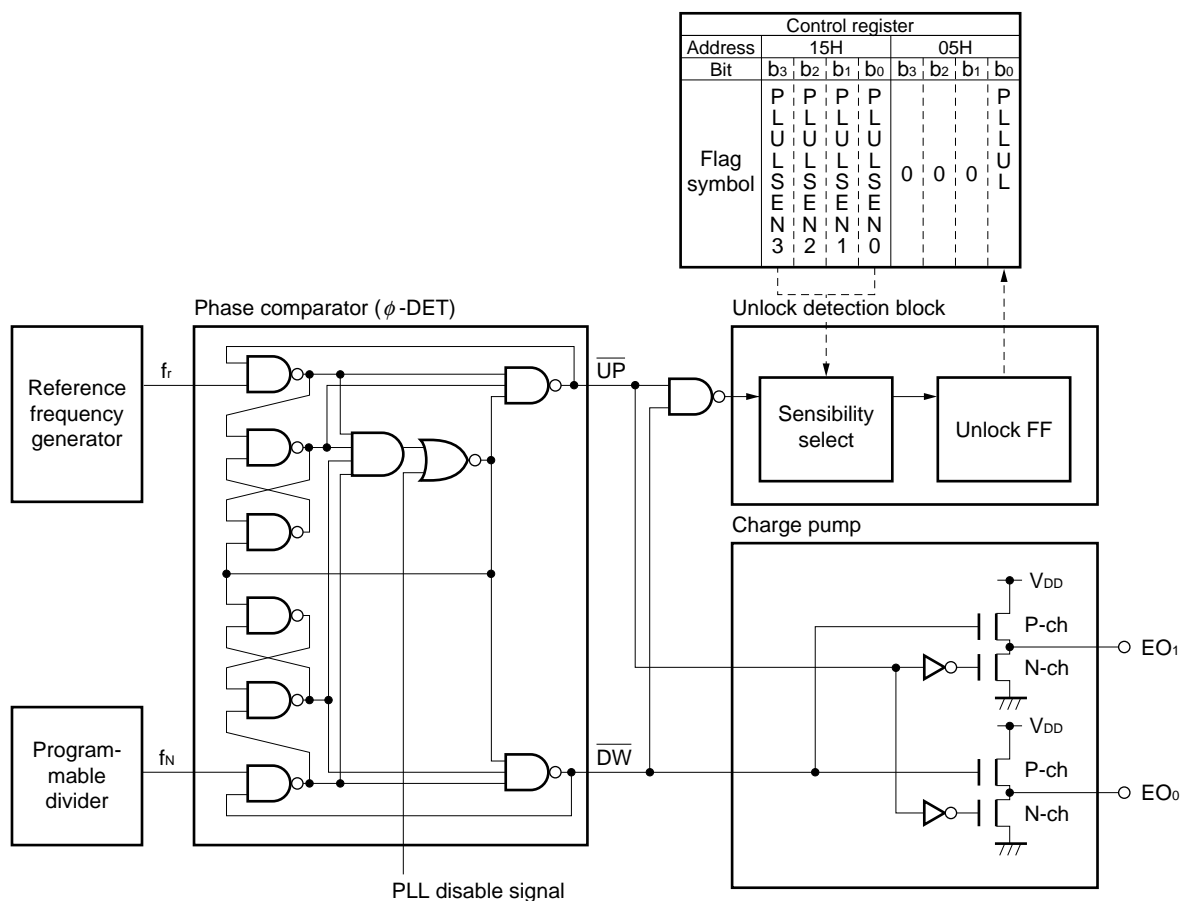 Control register
Address 15H 05H
Bit b3 b2 b1 b0 b3 b2 b1 b0
Flag symbol
PLULSEN3
PLULSEN2
PLULSEN1
PLULSEN0
0 0 0
PLLUL
Phase comparator (ϕ-DET)
Unlock detection block
Reference
frequency
generator
fr
UP
Sensibility
select
Unlock FF
Charge pump
VDD
P-ch
EO1
N-ch
VDD
Program-
mable
divider
fN
DW
P-ch
EO0
N-ch
PLL disable signal